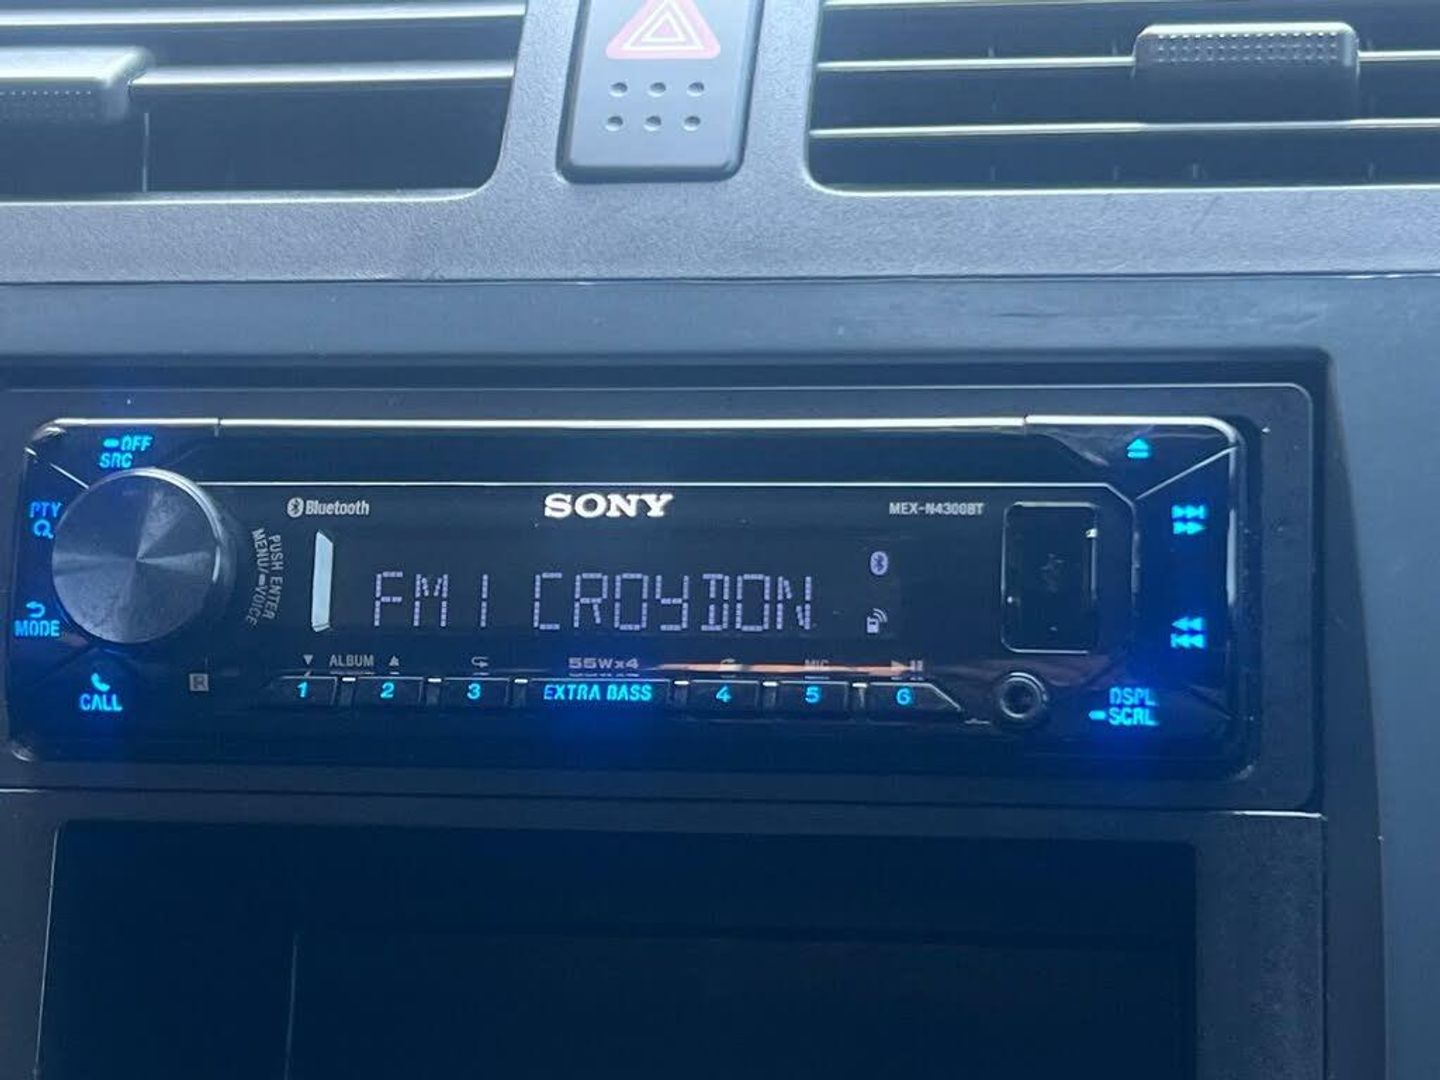 OFF
SRC
PTY
MODE
CALL
Bluetooth
SONY
MEX-N4300BT
PUSH ENTER
MENU/ VOICE
FM1 CROYDON
ALBUM
55Wx4
MIC
1 2 3 EXTRA BASS 4 5 6
DSPL
SCRL